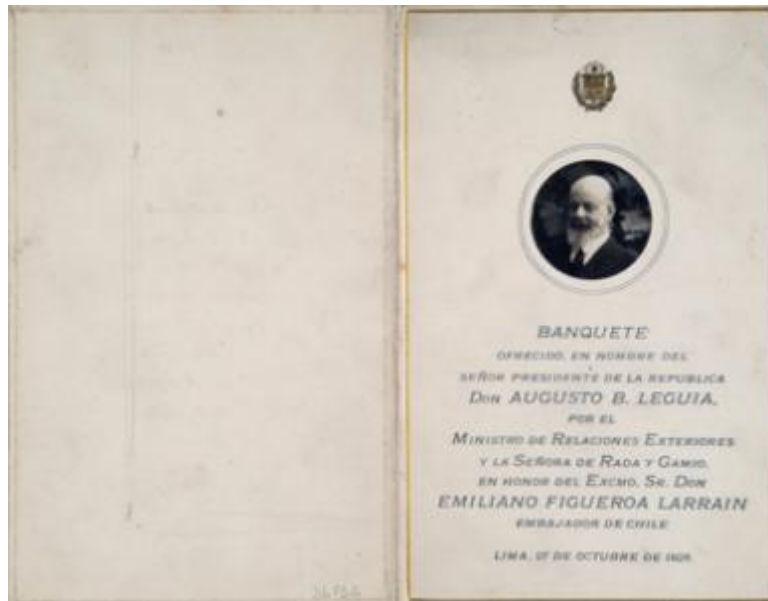 BANQUETE
OFRECIDO, EN NOMBRE DEL
SEÑOR PRESIDENTE DE LA REPUBLICA
DON AUGUSTO B. LEGUIA,
POR EL
MINISTRO DE RELACIONES EXTERIORES
Y LA SEÑORA DE RADA Y GAMIO,
EN HONOR DEL EXCMO. SR. DON
EMILIANO FIGUEROA LARRAIN
EMBAJADOR DE CHILE
LIMA, DE OCTUBRE DE